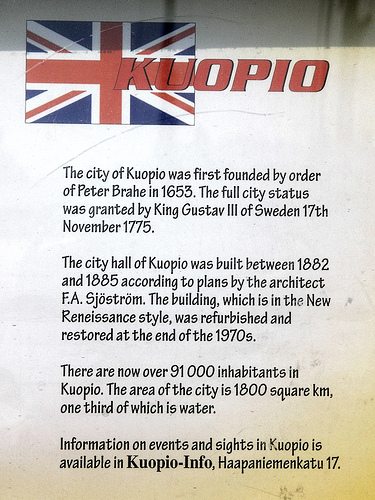 KUOPIO
The city of Kuopio was first founded by order
of Peter Brahe in 1653. The full city status
was granted by King Gustav III of Sweden 17th
November 1775.
The city hall of Kuopio was built between 1882
and 1885 according to plans by the architect
F.A. Sjöström. The building, which is in the New
Reneissance style, was refurbished and
restored at the end of the 1970s.
There are now over 91 000 inhabitants in
Kuopio. The area of the city is 1800 square km,
one third of which is water.
Information on events and sights in Kuopio is
available in Kuopio-Info, Haapaniemenkatu 17.